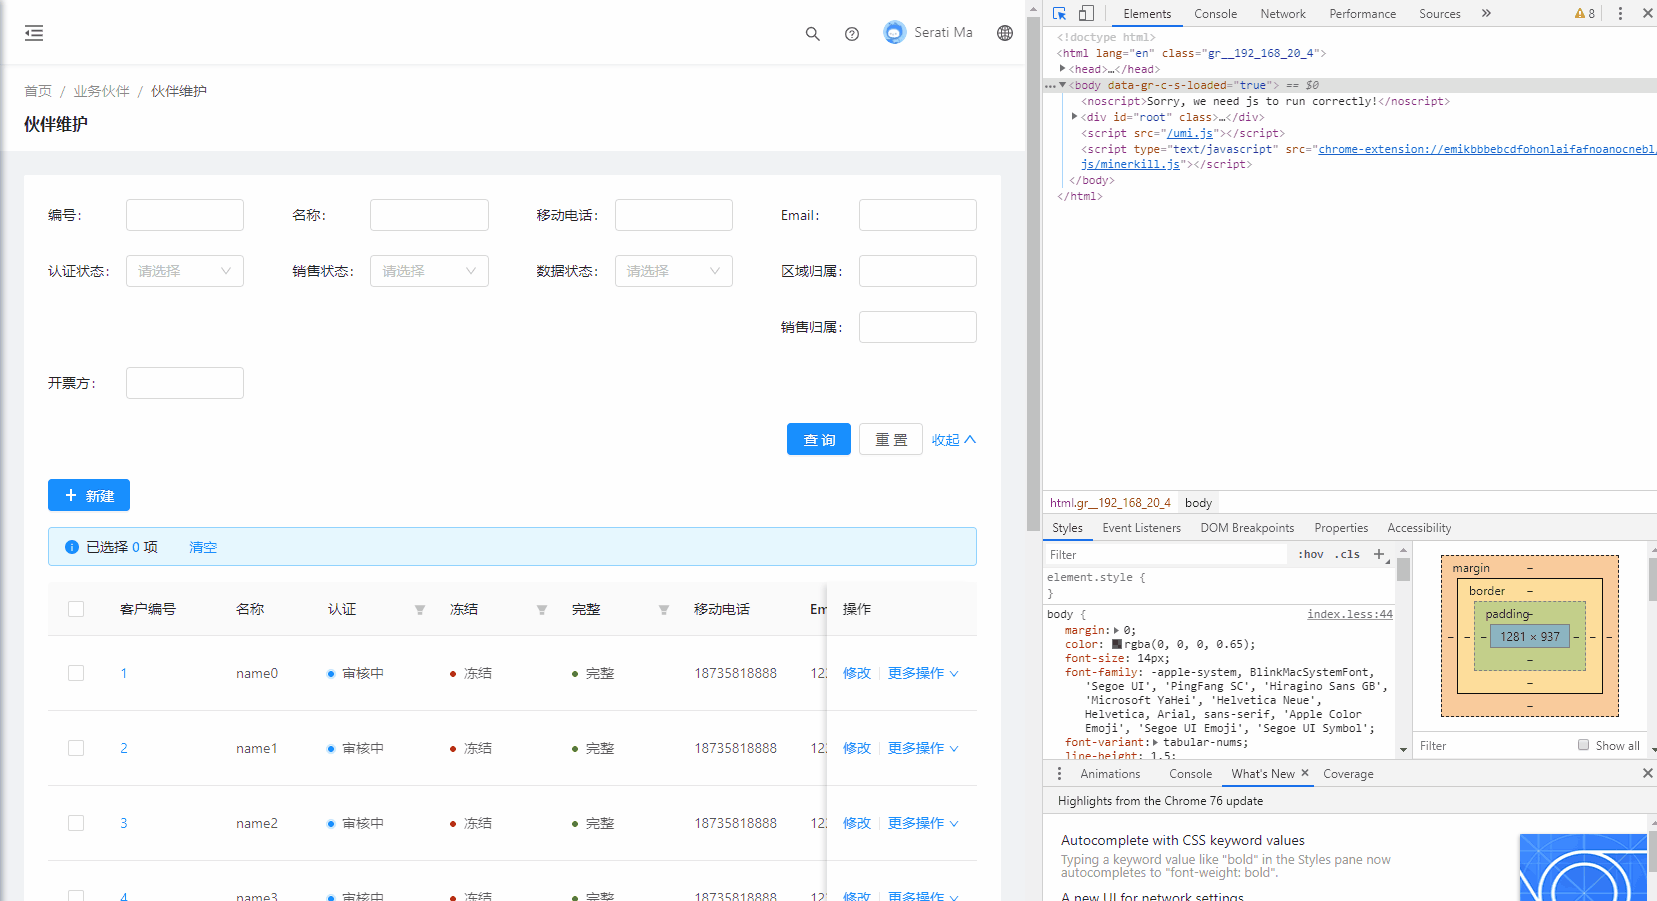 Serati Ma
首页 / 业务伙伴 / 伙伴维护
伙伴维护
编号：
名称：
移动电话：
Email：
认证状态： 请选择
销售状态： 请选择
数据状态： 请选择
区域归属：
销售归属：
开票方：
查 询
重 置
收起
+ 新建
已选择 0 项 清空
客户编号 名称 认证 冻结 完整 移动电话 Em 操作
1 name0 审核中 冻结 完整 18735818888 12 修改 更多操作
2 name1 审核中 冻结 完整 18735818888 12 修改 更多操作
3 name2 审核中 冻结 完整 18735818888 12 修改 更多操作
4 name3 审核中 冻结 完整 18735818888 12 修改 更多操作
Elements Console Network Performance Sources » 8
<!doctype html>
<html lang="en" class="gr__192_168_20_4">
<head>…</head>
…<body data-gr-c-s-loaded="true"> == $0
<noscript>Sorry, we need js to run correctly!</noscript>
<div id="root" class>…</div>
<script src="/umi.js"></script>
<script type="text/javascript" src="chrome-extension://emikbbbebcdfohonlaifafnoanocnebl/
js/minerkill.js"></script>
</body>
</html>
html.gr__192_168_20_4 body
Styles Event Listeners DOM Breakpoints Properties Accessibility
Filter :hov .cls +
element.style {
}
body { index.less:44
margin: 0;
color: rgba(0, 0, 0, 0.65);
font-size: 14px;
font-family: -apple-system, BlinkMacSystemFont,
'Segoe UI', 'PingFang SC', 'Hiragino Sans GB',
'Microsoft YaHei', 'Helvetica Neue',
Helvetica, Arial, sans-serif, 'Apple Color
Emoji', 'Segoe UI Emoji', 'Segoe UI Symbol';
font-variant: tabular-nums;
line-height: 1.5;
margin –
border –
padding –
– – – 1281 × 937 – – –
–
–
–
Filter Show all
Animations Console What's New × Coverage
Highlights from the Chrome 76 update
Autocomplete with CSS keyword values
Typing a keyword value like "bold" in the Styles pane now
autocompletes to "font-weight: bold".
A new UI for network settings